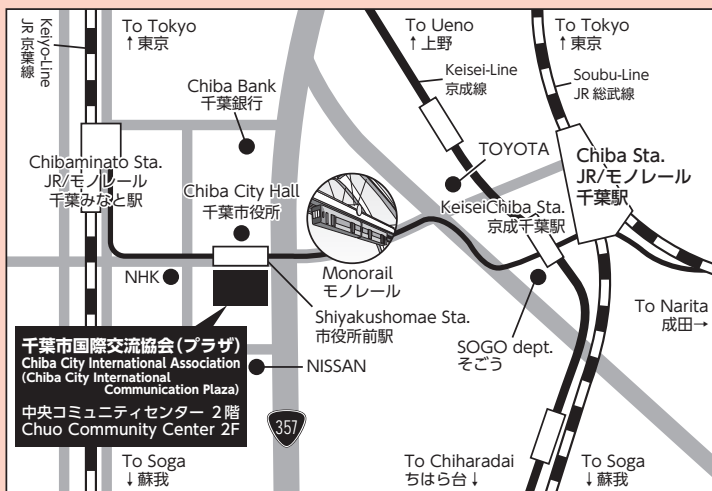 Keiyo-Line
JR 京葉線
To Tokyo
↑東京
To Ueno
↑上野
To Tokyo
↑東京
Keisei-Line
京成線
Soubu-Line
JR 総武線
Chiba Bank
千葉銀行
TOYOTA
Chibaminato Sta.
JR/モノレール
千葉みなと駅
Chiba City Hall
千葉市役所
Chiba Sta.
JR/モノレール
千葉駅
KeiseiChiba Sta.
京成千葉駅
NHK
Monorail
モノレール
Shiyakushomae Sta.
市役所前駅
SOGO dept.
そごう
To Narita
成田→
千葉市国際交流協会(プラザ)
Chiba City International Association
(Chiba City International
Communication Plaza)
中央コミュニティセンター 2階
Chuo Community Center 2F
NISSAN
357
To Soga
↓蘇我
To Chiharadai
ちはら台↓
To Soga
↓蘇我